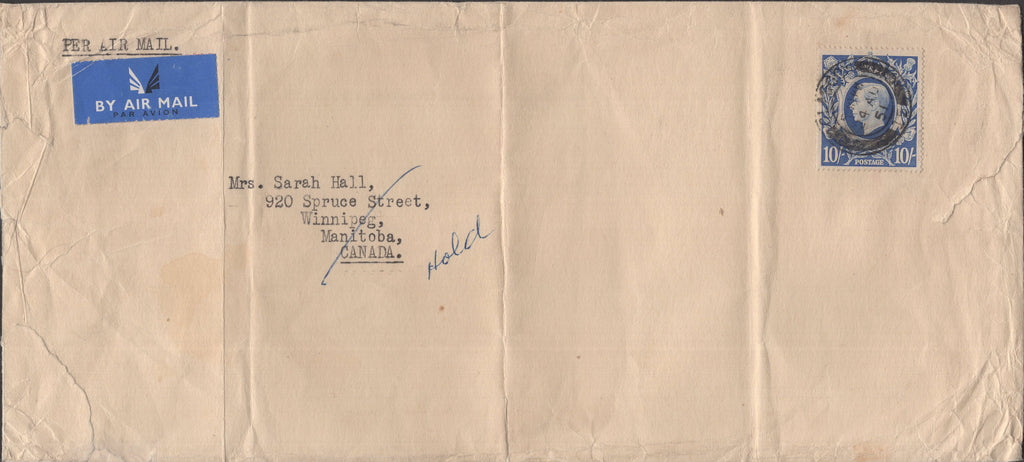 PER AIR MAIL.
BY AIR MAIL
PAR AVION
10/- POSTAGE 10/-
Mrs. Sarah Hall,
920 Spruce Street,
Winnipeg,
Manitoba,
CANADA.
Hold